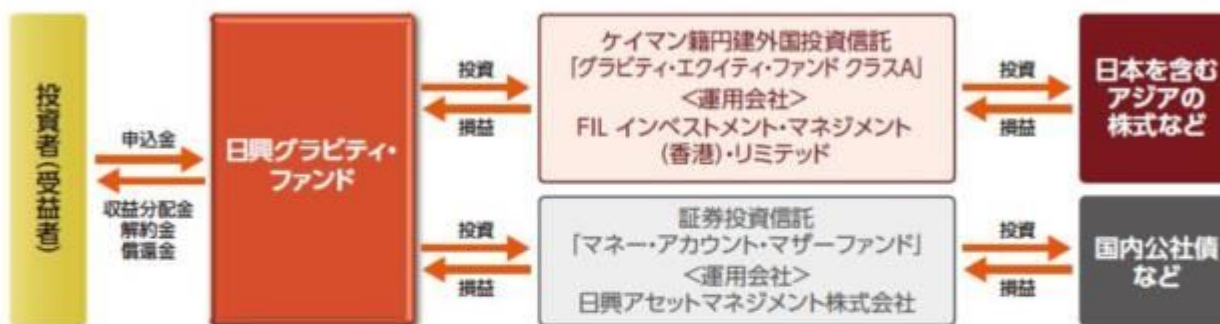 投資者(受益者)
申込金
収益分配金
解約金
償還金
日興グラビティ・
ファンド
投資
損益
ケイマン籍円建外国投資信託
「グラビティ・エクイティ・ファンド クラスA」
<運用会社>
FIL インベストメント・マネジメント
(香港)・リミテッド
投資
損益
日本を含む
アジアの
株式など
投資
損益
証券投資信託
「マネー・アカウント・マザーファンド」
<運用会社>
日興アセットマネジメント株式会社
投資
損益
国内公社債
など